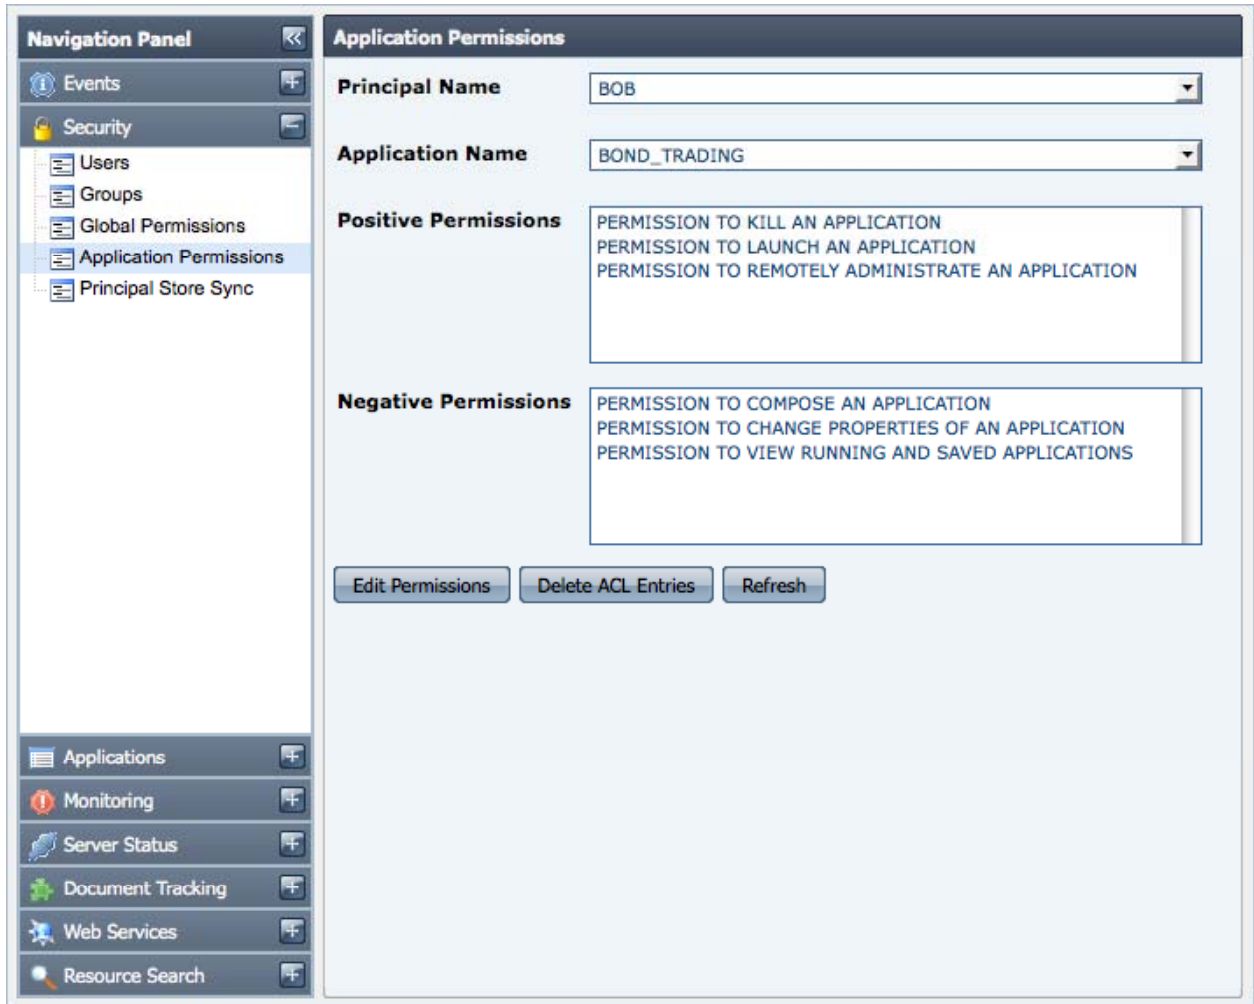 Navigation Panel
Events
Security
Users
Groups
Global Permissions
Application Permissions
Principal Store Sync
Applications
Monitoring
Server Status
Document Tracking
Web Services
Resource Search
Application Permissions
Principal Name
BOB
Application Name
BOND_TRADING
Positive Permissions
PERMISSION TO KILL AN APPLICATION
PERMISSION TO LAUNCH AN APPLICATION
PERMISSION TO REMOTELY ADMINISTRATE AN APPLICATION
Negative Permissions
PERMISSION TO COMPOSE AN APPLICATION
PERMISSION TO CHANGE PROPERTIES OF AN APPLICATION
PERMISSION TO VIEW RUNNING AND SAVED APPLICATIONS
Edit Permissions
Delete ACL Entries
Refresh